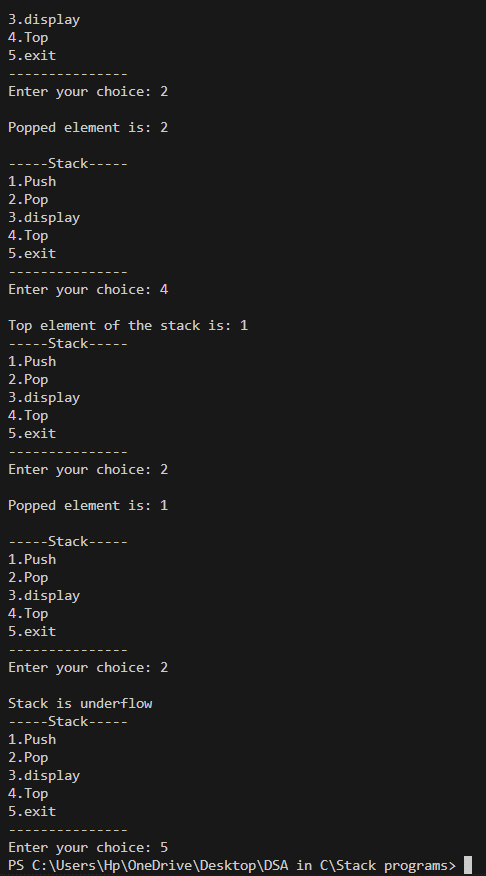 3.display
4.Top
5.exit
---------------
Enter your choice: 2
Popped element is: 2
-----Stack-----
1.Push
2.Pop
3.display
4.Top
5.exit
---------------
Enter your choice: 4
Top element of the stack is: 1
-----Stack-----
1.Push
2.Pop
3.display
4.Top
5.exit
---------------
Enter your choice: 2
Popped element is: 1
-----Stack-----
1.Push
2.Pop
3.display
4.Top
5.exit
---------------
Enter your choice: 2
Stack is underflow
-----Stack-----
1.Push
2.Pop
3.display
4.Top
5.exit
---------------
Enter your choice: 5
PS C:\Users\Hp\OneDrive\Desktop\DSA in C\Stack programs>